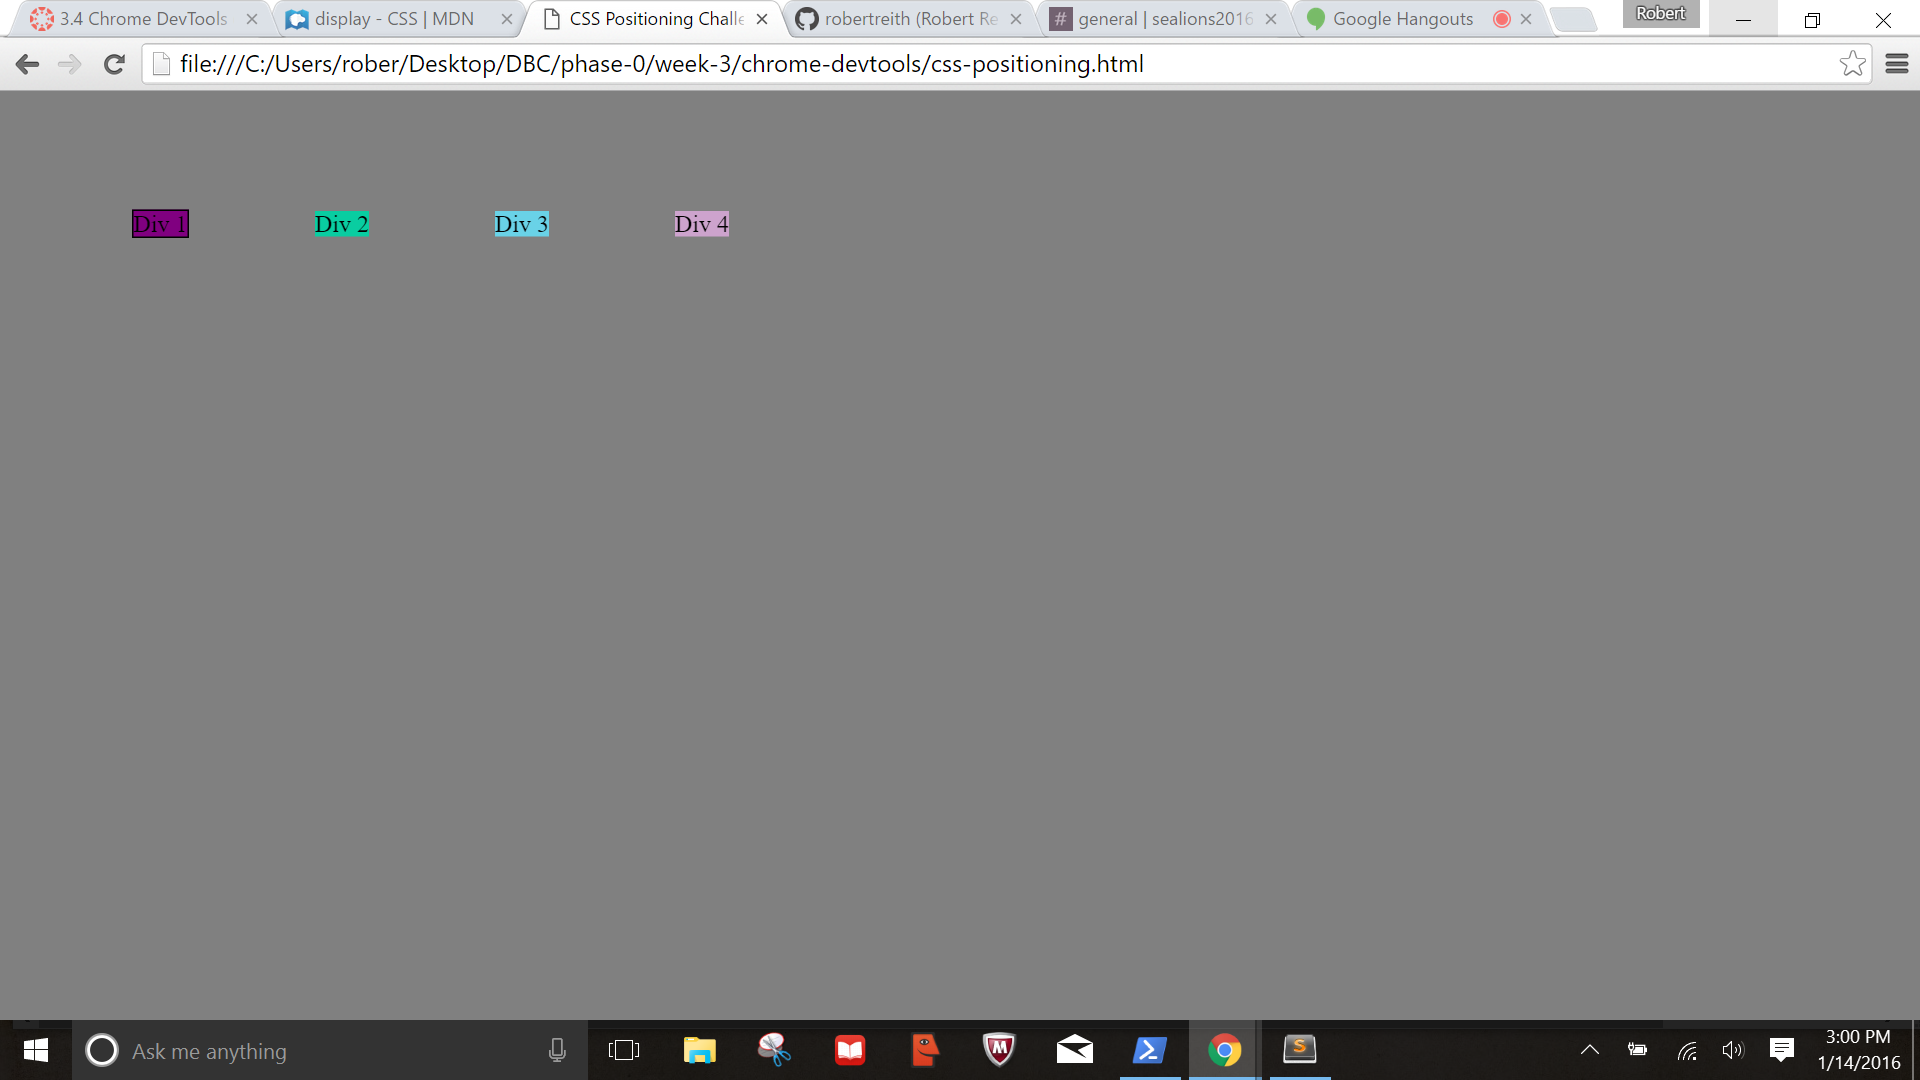 3.4 Chrome DevTools
display - CSS | MDN
CSS Positioning Challe
robertreith (Robert Re
# general | sealions2016
Google Hangouts
Robert
file:///C:/Users/rober/Desktop/DBC/phase-0/week-3/chrome-devtools/css-positioning.html
Div 1 Div 2 Div 3 Div 4
Ask me anything
3:00 PM
1/14/2016